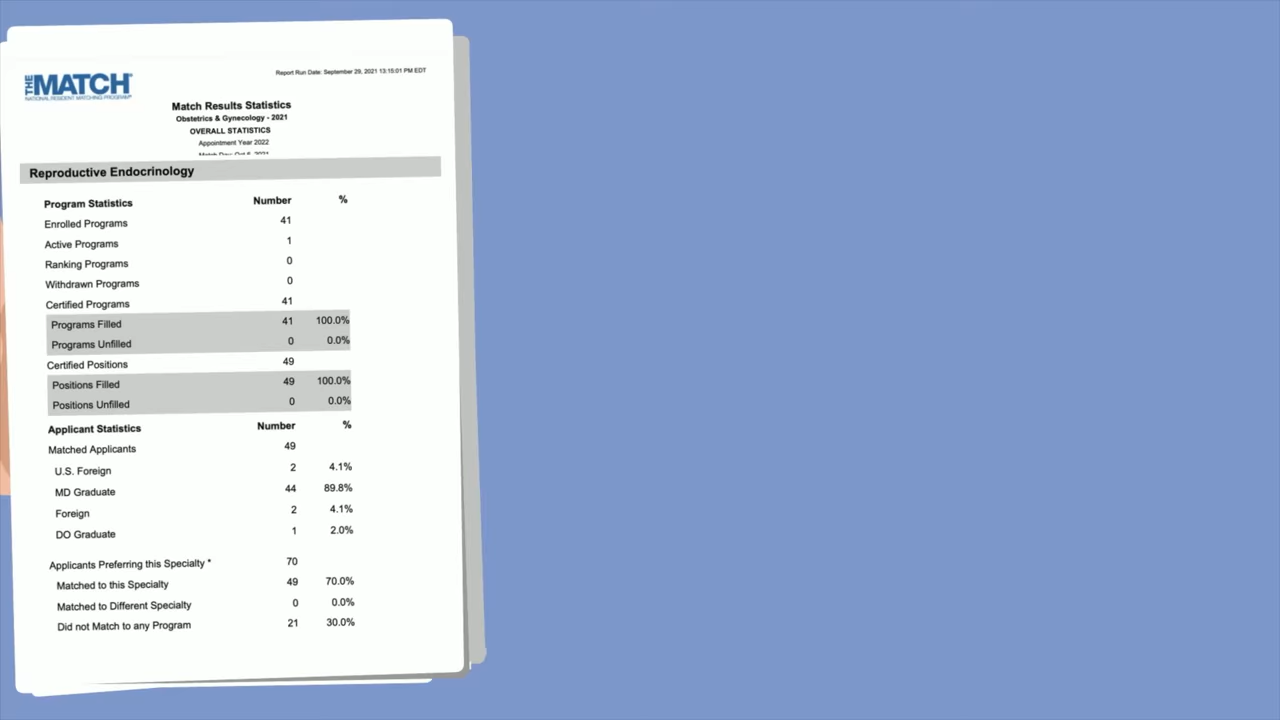 Report Run Date: September 29, 2021 13:15:01 PM EDT
THE MATCH
NATIONAL RESIDENT MATCHING PROGRAM®
Match Results Statistics
Obstetrics & Gynecology - 2021
OVERALL STATISTICS
Appointment Year 2022
Match Day: Oct 6, 2021
Reproductive Endocrinology
Program Statistics Number %
Enrolled Programs 41
Active Programs 1
Ranking Programs 0
Withdrawn Programs 0
Certified Programs 41
Programs Filled 41 100.0%
Programs Unfilled 0 0.0%
Certified Positions 49
Positions Filled 49 100.0%
Positions Unfilled 0 0.0%
Applicant Statistics Number %
Matched Applicants 49
U.S. Foreign 2 4.1%
MD Graduate 44 89.8%
Foreign 2 4.1%
DO Graduate 1 2.0%
Applicants Preferring this Specialty * 70
Matched to this Specialty 49 70.0%
Matched to Different Specialty 0 0.0%
Did not Match to any Program 21 30.0%